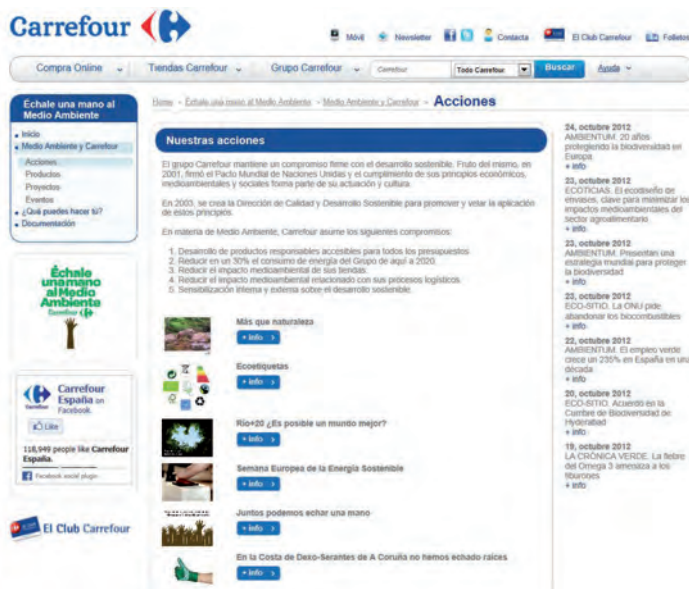 Carrefour
Móvil Newsletter Contacta El Club Carrefour Folletos
Compra Online Tiendas Carrefour Grupo Carrefour Carrefour Todo Carrefour Buscar Ayuda
Échale una mano al
Medio Ambiente
Inicio
Medio Ambiente y Carrefour
Acciones
Productos
Proyectos
Eventos
¿Qué puedes hacer tú?
Documentación
Échale
una mano
al Medio
Ambiente
Carrefour
Carrefour
España on
Facebook
Like
118,949 people like Carrefour
España.
Facebook social plugin
El Club Carrefour
Home - Échale una mano al Medio Ambiente - Medio Ambiente y Carrefour - Acciones
Nuestras acciones
El grupo Carrefour mantiene un compromiso firme con el desarrollo sostenible. Fruto del mismo, en
2001, firmó el Pacto Mundial de Naciones Unidas y el cumplimiento de sus principios económicos,
medioambientales y sociales forma parte de su actuación y cultura.
En 2003, se crea la Dirección de Calidad y Desarrollo Sostenible para promover y velar la aplicación
de estos principios.
En materia de Medio Ambiente, Carrefour asume los siguientes compromisos:
1. Desarrollo de productos responsables accesibles para todos los presupuestos.
2. Reducir en un 30% el consumo de energía del Grupo de aquí a 2020.
3. Reducir el impacto medioambiental de sus tiendas.
4. Reducir el impacto medioambiental relacionado con sus procesos logísticos.
5. Sensibilización interna y externa sobre el desarrollo sostenible.
Más que naturaleza
+ info >
Ecoetiquetas
+ info >
Río+20 ¿Es posible un mundo mejor?
+ info >
Semana Europea de la Energía Sostenible
+ info >
Juntos podemos echar una mano
+ info >
En la Costa de Dexo-Serantes de A Coruña no hemos echado raíces
+ info >
24, octubre 2012
AMBIENTUM. 20 años
protegiendo la biodiversidad en
Europa
+ info
23, octubre 2012
ECOTICIAS. El ecodiseño de
envases, clave para minimizar los
impactos medioambientales del
sector agroalimentario
+ info
23, octubre 2012
AMBIENTUM. Presentan una
estrategia mundial para proteger
la biodiversidad
+ info
23, octubre 2012
ECO-SITIO. La ONU pide
abandonar los biocombustibles
+ info
22, octubre 2012
AMBIENTUM. El empleo verde
crece un 235% en España en una
década
+ info
20, octubre 2012
ECO-SITIO. Acuerdo en la
Cumbre de Biodiversidad de
Hyderabad
+ info
19, octubre 2012
LA CRÓNICA VERDE. La fiebre
del Omega 3 amenaza a los
tiburones
+ info